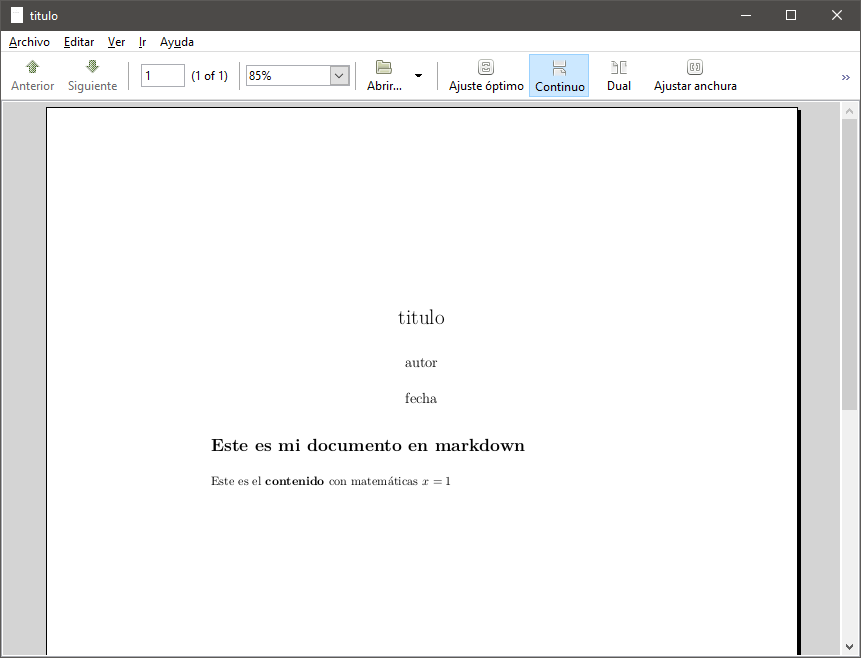 titulo
Archivo Editar Ver Ir Ayuda
Anterior Siguiente 1 (1 of 1) 85% Abrir... Ajuste óptimo Continuo Dual Ajustar anchura »
titulo
autor
fecha
Este es mi documento en markdown
Este es el contenido con matemáticas x = 1